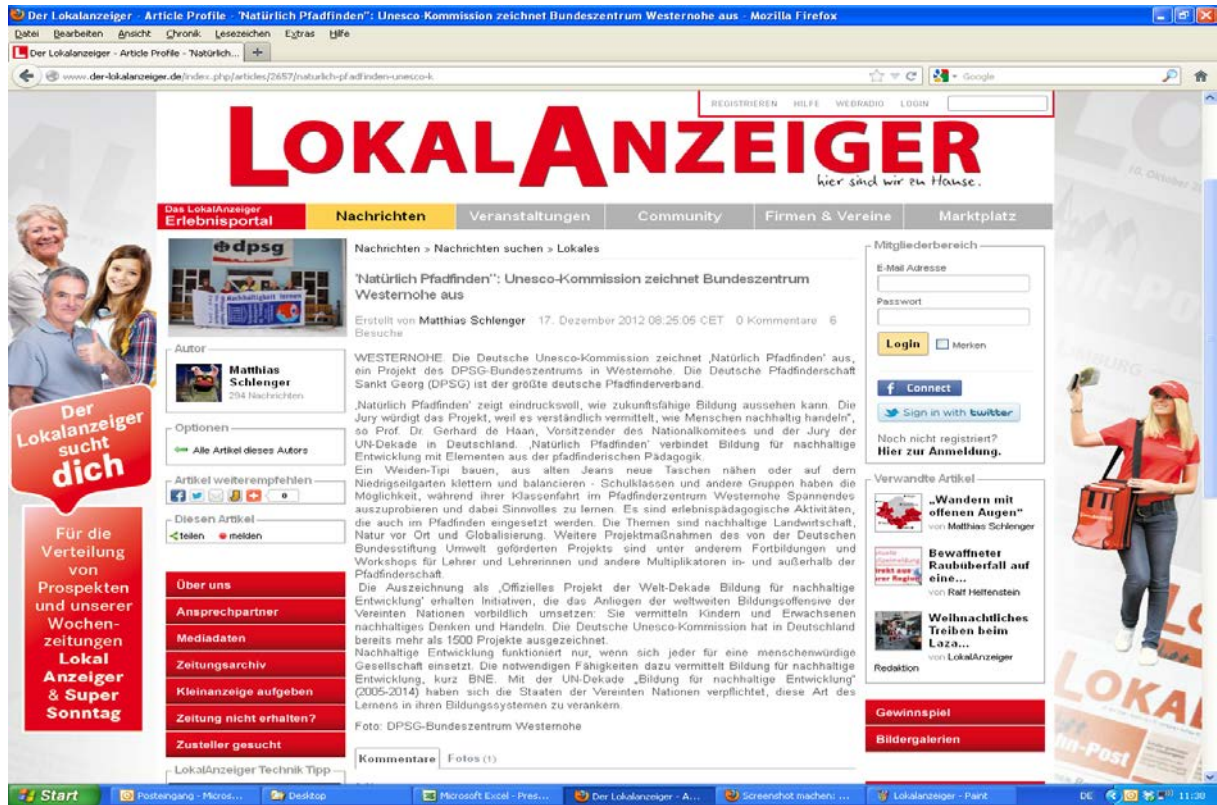 Der Lokalanzeiger - Article Profile - 'Natürlich Pfadfinden": Unesco-Kommission zeichnet Bundeszentrum Westernohe aus - Mozilla Firefox
Datei Bearbeiten Ansicht Chronik Lesezeichen Extras Hilfe
Der Lokalanzeiger - Article Profile - 'Natürlich...
www.der-lokalanzeiger.de/index.php/articles/2657/naturlich-pfadfinden-unesco-k
Google
REGISTRIEREN HILFE WEBRADIO LOGIN
LOKALANZEIGER
hier sind wir zu Hause.
Das LokalAnzeiger
Erlebnisportal
Nachrichten Veranstaltungen Community Firmen & Vereine Marktplatz
dpsg
Nachhaltigkeit lernen
Autor
Matthias
Schlenger
294 Nachrichten
Optionen
Alle Artikel dieses Autors
Artikel weiterempfehlen
0
Diesen Artikel
teilen melden
Über uns
Ansprechpartner
Mediadaten
Zeitungsarchiv
Kleinanzeige aufgeben
Zeitung nicht erhalten?
Zusteller gesucht
LokalAnzeiger Technik Tipp
Nachrichten » Nachrichten suchen » Lokales
'Natürlich Pfadfinden": Unesco-Kommission zeichnet Bundeszentrum
Westernohe aus
Erstellt von Matthias Schlenger 17. Dezember 2012 08:25:05 CET 0 Kommentare 6
Besuche
WESTERNOHE. Die Deutsche Unesco-Kommission zeichnet ‚Natürlich Pfadfinden' aus,
ein Projekt des DPSG-Bundeszentrums in Westernohe. Die Deutsche Pfadfinderschaft
Sankt Georg (DPSG) ist der größte deutsche Pfadfinderverband.
‚Natürlich Pfadfinden' zeigt eindrucksvoll, wie zukunftsfähige Bildung aussehen kann. Die
Jury würdigt das Projekt, weil es verständlich vermittelt, wie Menschen nachhaltig handeln",
so Prof. Dr. Gerhard de Haan, Vorsitzender des Nationalkomitees und der Jury der
UN-Dekade in Deutschland. ‚Natürlich Pfadfinden' verbindet Bildung für nachhaltige
Entwicklung mit Elementen aus der pfadfinderischen Pädagogik.
Ein Weiden-Tipi bauen, aus alten Jeans neue Taschen nähen oder auf dem
Niedrigseilgarten klettern und balancieren - Schulklassen und andere Gruppen haben die
Möglichkeit, während ihrer Klassenfahrt im Pfadfinderzentrum Westernohe Spannendes
auszuprobieren und dabei Sinnvolles zu lernen. Es sind erlebnispädagogische Aktivitäten,
die auch im Pfadfinden eingesetzt werden. Die Themen sind nachhaltige Landwirtschaft,
Natur vor Ort und Globalisierung. Weitere Projektmaßnahmen des von der Deutschen
Bundesstiftung Umwelt geförderten Projekts sind unter anderem Fortbildungen und
Workshops für Lehrer und Lehrerinnen und andere Multiplikatoren in- und außerhalb der
Pfadfinderschaft.
Die Auszeichnung als ‚Offizielles Projekt der Welt-Dekade Bildung für nachhaltige
Entwicklung' erhalten Initiativen, die das Anliegen der weltweiten Bildungsoffensive der
Vereinten Nationen vorbildlich umsetzen: Sie vermitteln Kindern und Erwachsenen
nachhaltiges Denken und Handeln. Die Deutsche Unesco-Kommission hat in Deutschland
bereits mehr als 1500 Projekte ausgezeichnet.
Nachhaltige Entwicklung funktioniert nur, wenn sich jeder für eine menschenwürdige
Gesellschaft einsetzt. Die notwendigen Fähigkeiten dazu vermittelt Bildung für nachhaltige
Entwicklung, kurz BNE. Mit der UN-Dekade „Bildung für nachhaltige Entwicklung"
(2005-2014) haben sich die Staaten der Vereinten Nationen verpflichtet, diese Art des
Lernens in ihren Bildungssystemen zu verankern.
Foto: DPSG-Bundeszentrum Westernohe
Kommentare Fotos (1)
Mitgliederbereich
E-Mail Adresse
Passwort
Login Merken
f Connect
Sign in with twitter
Noch nicht registriert?
Hier zur Anmeldung.
Verwandte Artikel
„Wandern mit
offenen Augen"
von Matthias Schlenger
Bewaffneter
Raubüberfall auf
eine...
von Ralf Helfenstein
Weihnachtliches
Treiben beim
Laza...
von LokalAnzeiger
Redaktion
Gewinnspiel
Bildergalerien
Der
Lokalanzeiger
sucht
dich
Für die
Verteilung
von
Prospekten
und unserer
Wochen-
zeitungen
Lokal
Anzeiger
& Super
Sonntag
Start Posteingang - Micros... Desktop Microsoft Excel - Pres... Der Lokalanzeiger - A... Screenshot machen: ... Lokalanzeiger - Paint DE 11:30